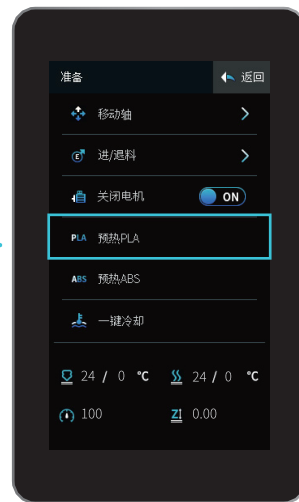 准备 返回
移动轴
E 进/退料
关闭电机 ON
PLA 预热PLA
ABS 预热ABS
一键冷却
24 / 0 °C 24 / 0 °C
100 Z 0.00